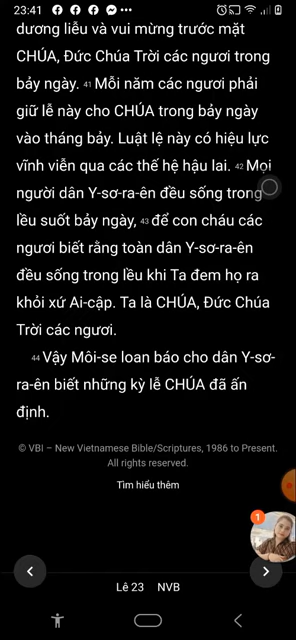 23:41
dương liễu và vui mừng trước mặt
CHÚA, Đức Chúa Trời các ngươi trong
bảy ngày. 41 Mỗi năm các ngươi phải
giữ lễ này cho CHÚA trong bảy ngày
vào tháng bảy. Luật lệ này có hiệu lực
vĩnh viễn qua các thế hệ hậu lai. 42 Mọi
người dân Y-sơ-ra-ên đều sống trong
lều suốt bảy ngày, 43 để con cháu các
ngươi biết rằng toàn dân Y-sơ-ra-ên
đều sống trong lều khi Ta đem họ ra
khỏi xứ Ai-cập. Ta là CHÚA, Đức Chúa
Trời các ngươi.
44 Vậy Môi-se loan báo cho dân Y-sơ-
ra-ên biết những kỳ lễ CHÚA đã ấn
định.
© VBI – New Vietnamese Bible/Scriptures, 1986 to Present.
All rights reserved.
Tìm hiểu thêm
1
Lê 23 NVB